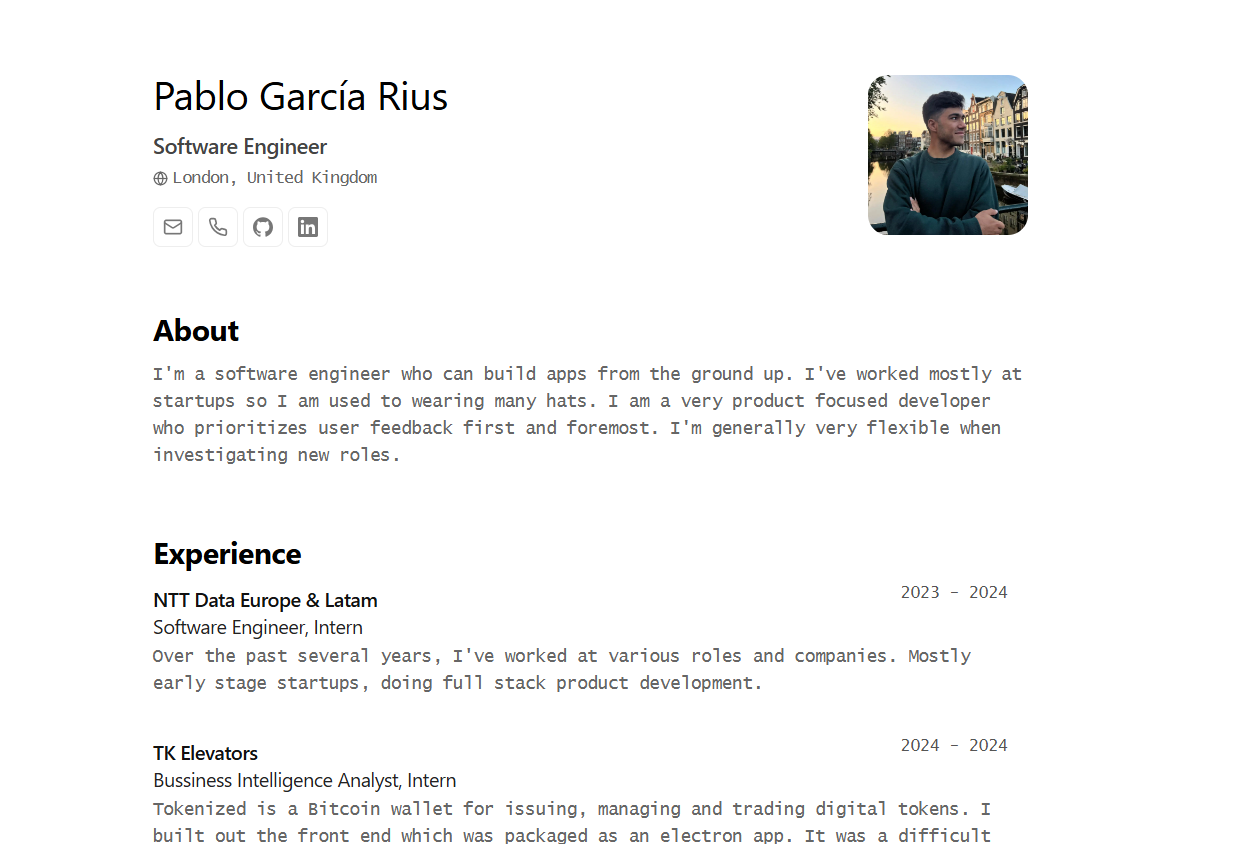 Pablo García Rius
Software Engineer
London, United Kingdom
in
About
I'm a software engineer who can build apps from the ground up. I've worked mostly at
startups so I am used to wearing many hats. I am a very product focused developer
who prioritizes user feedback first and foremost. I'm generally very flexible when
investigating new roles.
Experience
NTT Data Europe & Latam
2023 - 2024
Software Engineer, Intern
Over the past several years, I've worked at various roles and companies. Mostly
early stage startups, doing full stack product development.
TK Elevators
2024 - 2024
Bussiness Intelligence Analyst, Intern
Tokenized is a Bitcoin wallet for issuing, managing and trading digital tokens. I
built out the front end which was packaged as an electron app. It was a difficult